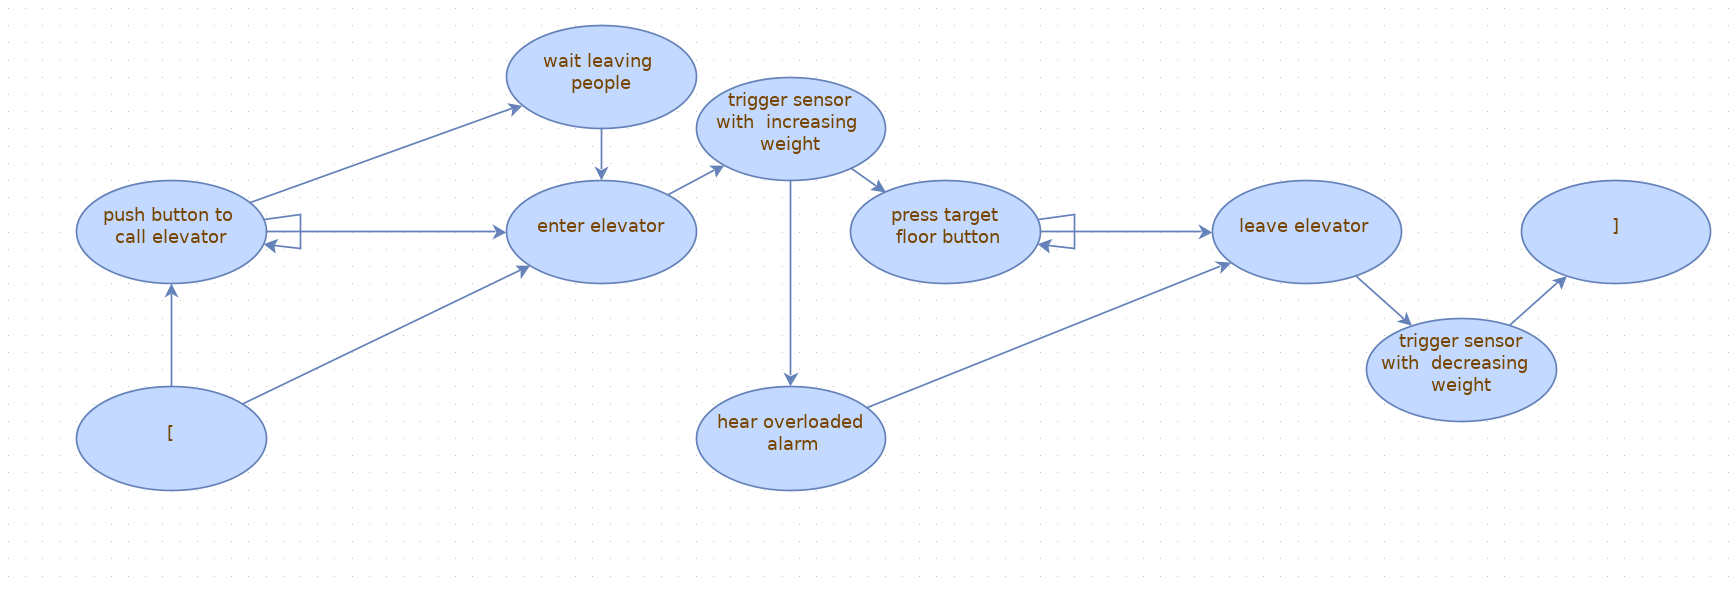 wait leaving
people
trigger sensor
with  increasing
weight
push button to
call elevator
enter elevator
press target
floor button
leave elevator
]
trigger sensor
with  decreasing
weight
[
hear overloaded
alarm